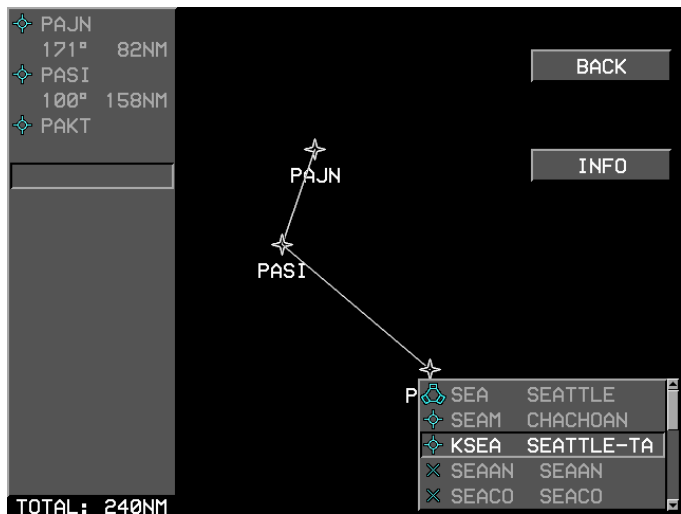 PAJN
171° 82NM
PASI
100° 158NM
PAKT
TOTAL: 240NM
BACK
INFO
PAJN
PASI
P
SEA SEATTLE
SEAM CHACHOAN
KSEA SEATTLE-TA
SEAAN SEAAN
SEACO SEACO